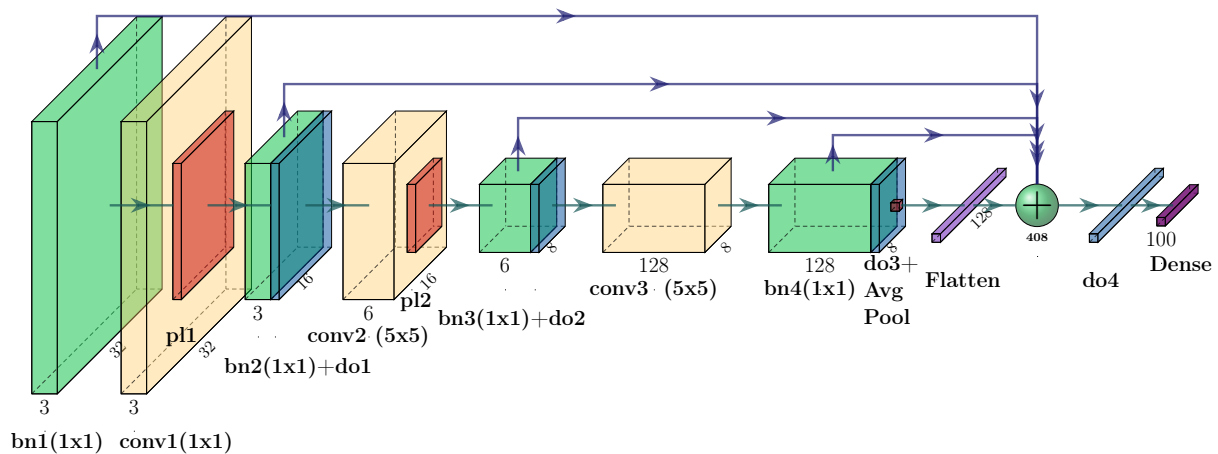 32
3
bn1(1x1)
32
3
conv1(1x1)
pl1
16
3
bn2(1x1)+do1
6
conv2 (5x5)
16
pl2
8
6
bn3(1x1)+do2
8
128
conv3 (5x5)
8
128
bn4(1x1)
do3+
Avg
Pool
128
Flatten
408
do4
100
Dense